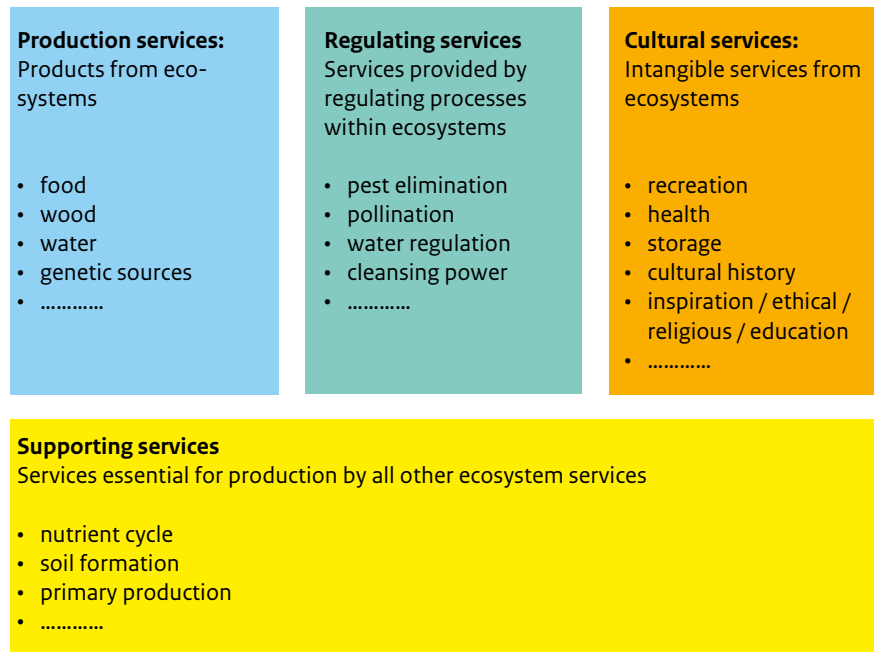 Production services:
Products from eco-
systems
• food
• wood
• water
• genetic sources
• …………
Regulating services
Services provided by
regulating processes
within ecosystems
• pest elimination
• pollination
• water regulation
• cleansing power
• …………
Cultural services:
Intangible services from
ecosystems
• recreation
• health
• storage
• cultural history
• inspiration / ethical /
religious / education
• …………
Supporting services
Services essential for production by all other ecosystem services
• nutrient cycle
• soil formation
• primary production
• …………